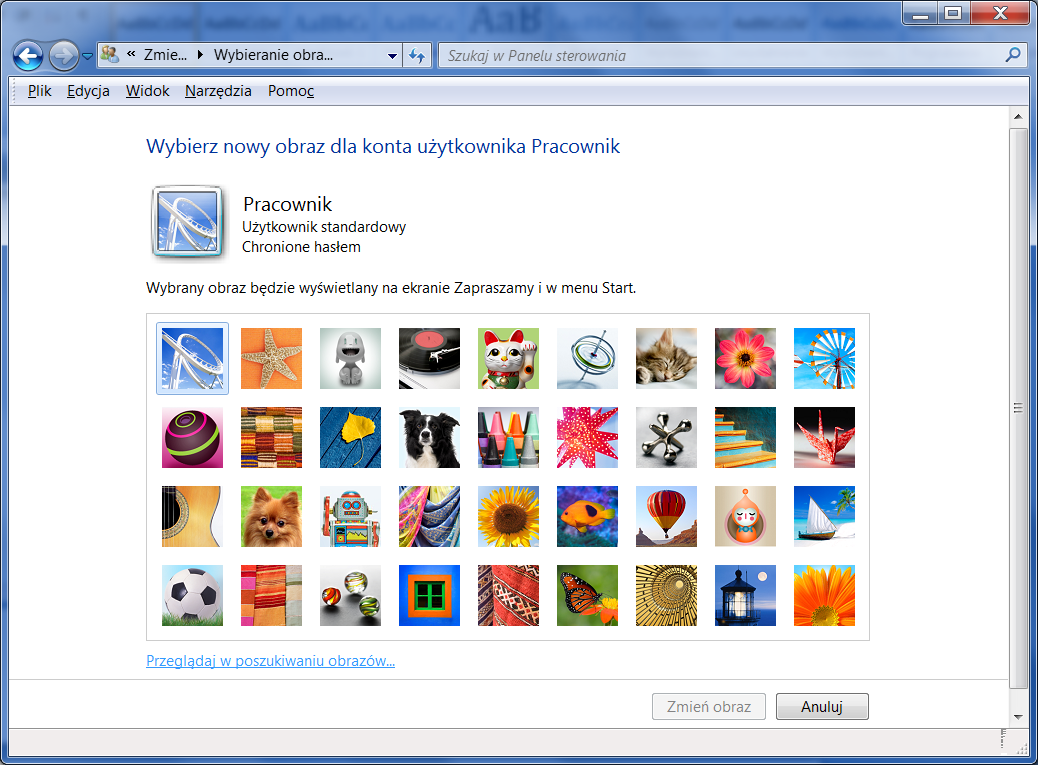 AaB
« Zmie... Wybieranie obra...
Szukaj w Panelu sterowania
Plik Edycja Widok Narzędzia Pomoc
Wybierz nowy obraz dla konta użytkownika Pracownik
Pracownik
Użytkownik standardowy
Chronione hasłem
Wybrany obraz będzie wyświetlany na ekranie Zapraszamy i w menu Start.
Przeglądaj w poszukiwaniu obrazów...
Zmień obraz Anuluj